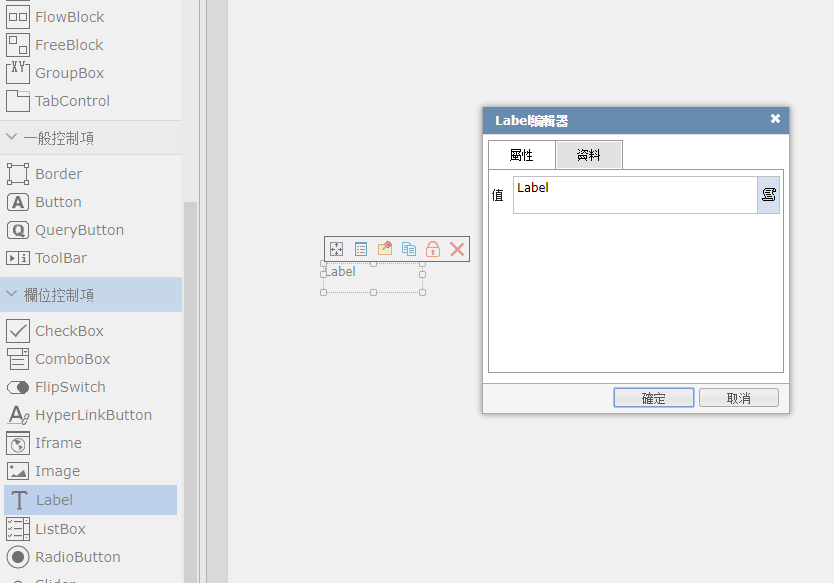 FlowBlock
FreeBlock
GroupBox
TabControl
一般控制項
Border
Button
QueryButton
ToolBar
欄位控制項
CheckBox
ComboBox
FlipSwitch
HyperLinkButton
Iframe
Image
Label
ListBox
RadioButton
Slider
Label
Label編輯器
屬性 資料
值 Label
確定 取消